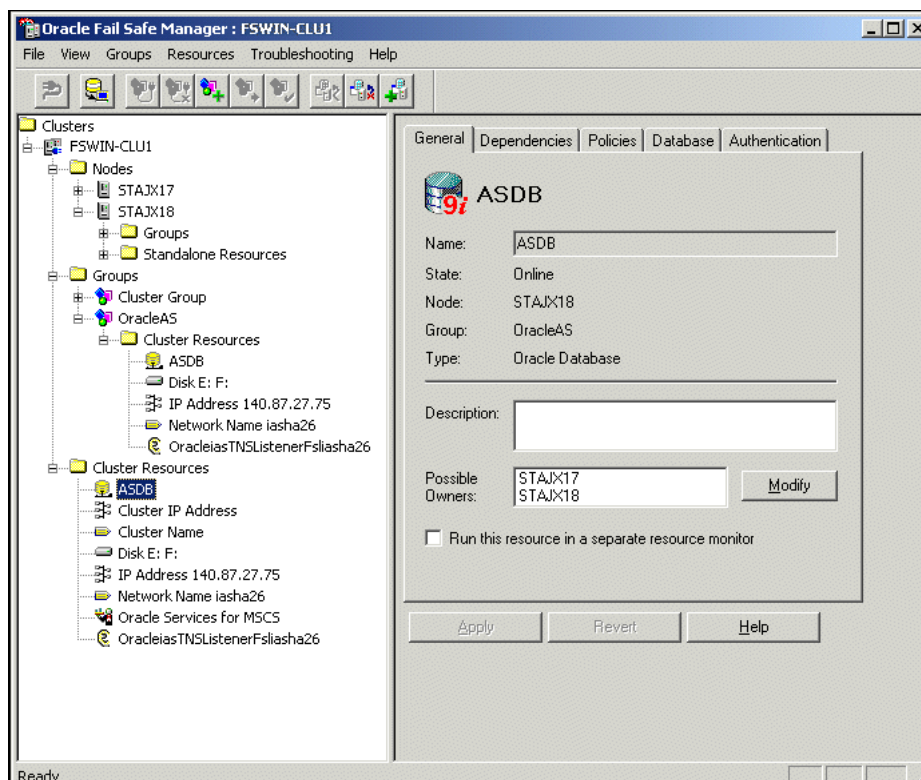 Oracle Fail Safe Manager : FSWIN-CLU1
File View Groups Resources Troubleshooting Help
Clusters
FSWIN-CLU1
Nodes
STAJX17
STAJX18
Groups
Standalone Resources
Groups
Cluster Group
OracleAS
Cluster Resources
ASDB
Disk E: F:
IP Address 140.87.27.75
Network Name iasha26
OracleiasTNSListenerFsliasha26
Cluster Resources
ASDB
Cluster IP Address
Cluster Name
Disk E: F:
IP Address 140.87.27.75
Network Name iasha26
Oracle Services for MSCS
OracleiasTNSListenerFsliasha26
General Dependencies Policies Database Authentication
9i ASDB
Name: ASDB
State: Online
Node: STAJX18
Group: OracleAS
Type: Oracle Database
Description:
Possible Owners:
STAJX17
STAJX18
Modify
Run this resource in a separate resource monitor
Apply Revert Help
Ready